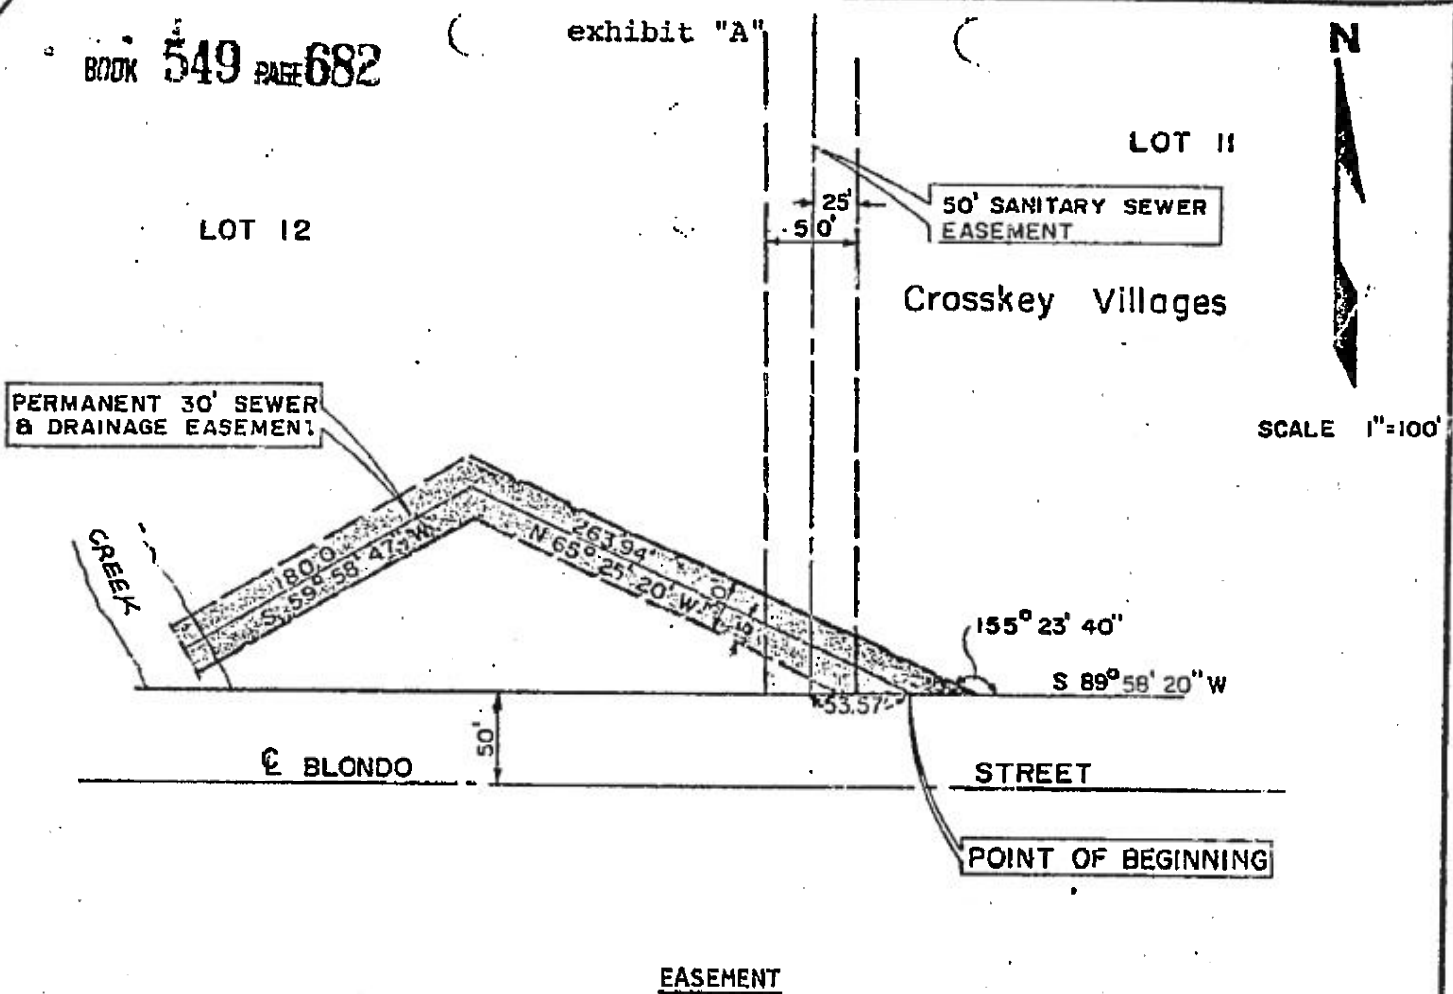 exhibit "A"
BOOK 549 PAGE 682
N
LOT 11
LOT 12
25'
50'
50' SANITARY SEWER
EASEMENT
Crosskey Villages
PERMANENT 30' SEWER
& DRAINAGE EASEMENT
SCALE 1"=100'
CREEK
180.0
S 59° 58' 47" W
263.94'
N 65° 25' 20" W
30'
15'
155° 23' 40"
S 89° 58' 20" W
53.57'
50'
℄ BLONDO STREET
POINT OF BEGINNING
EASEMENT